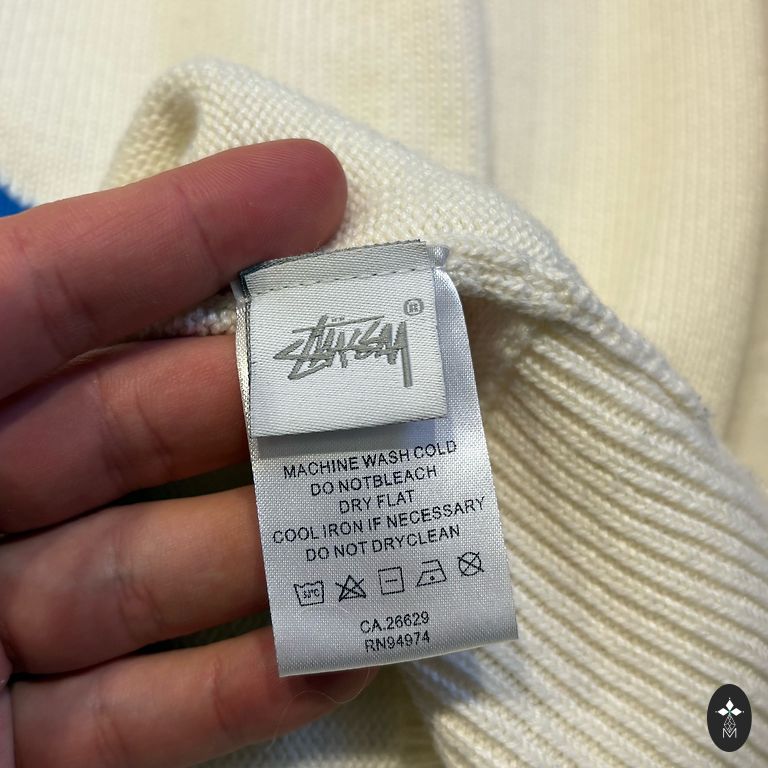 STÜSSY ®
MACHINE WASH COLD
DO NOTBLEACH
DRY FLAT
COOL IRON IF NECESSARY
DO NOT DRYCLEAN
30°C
CA.26629
RN94974
M